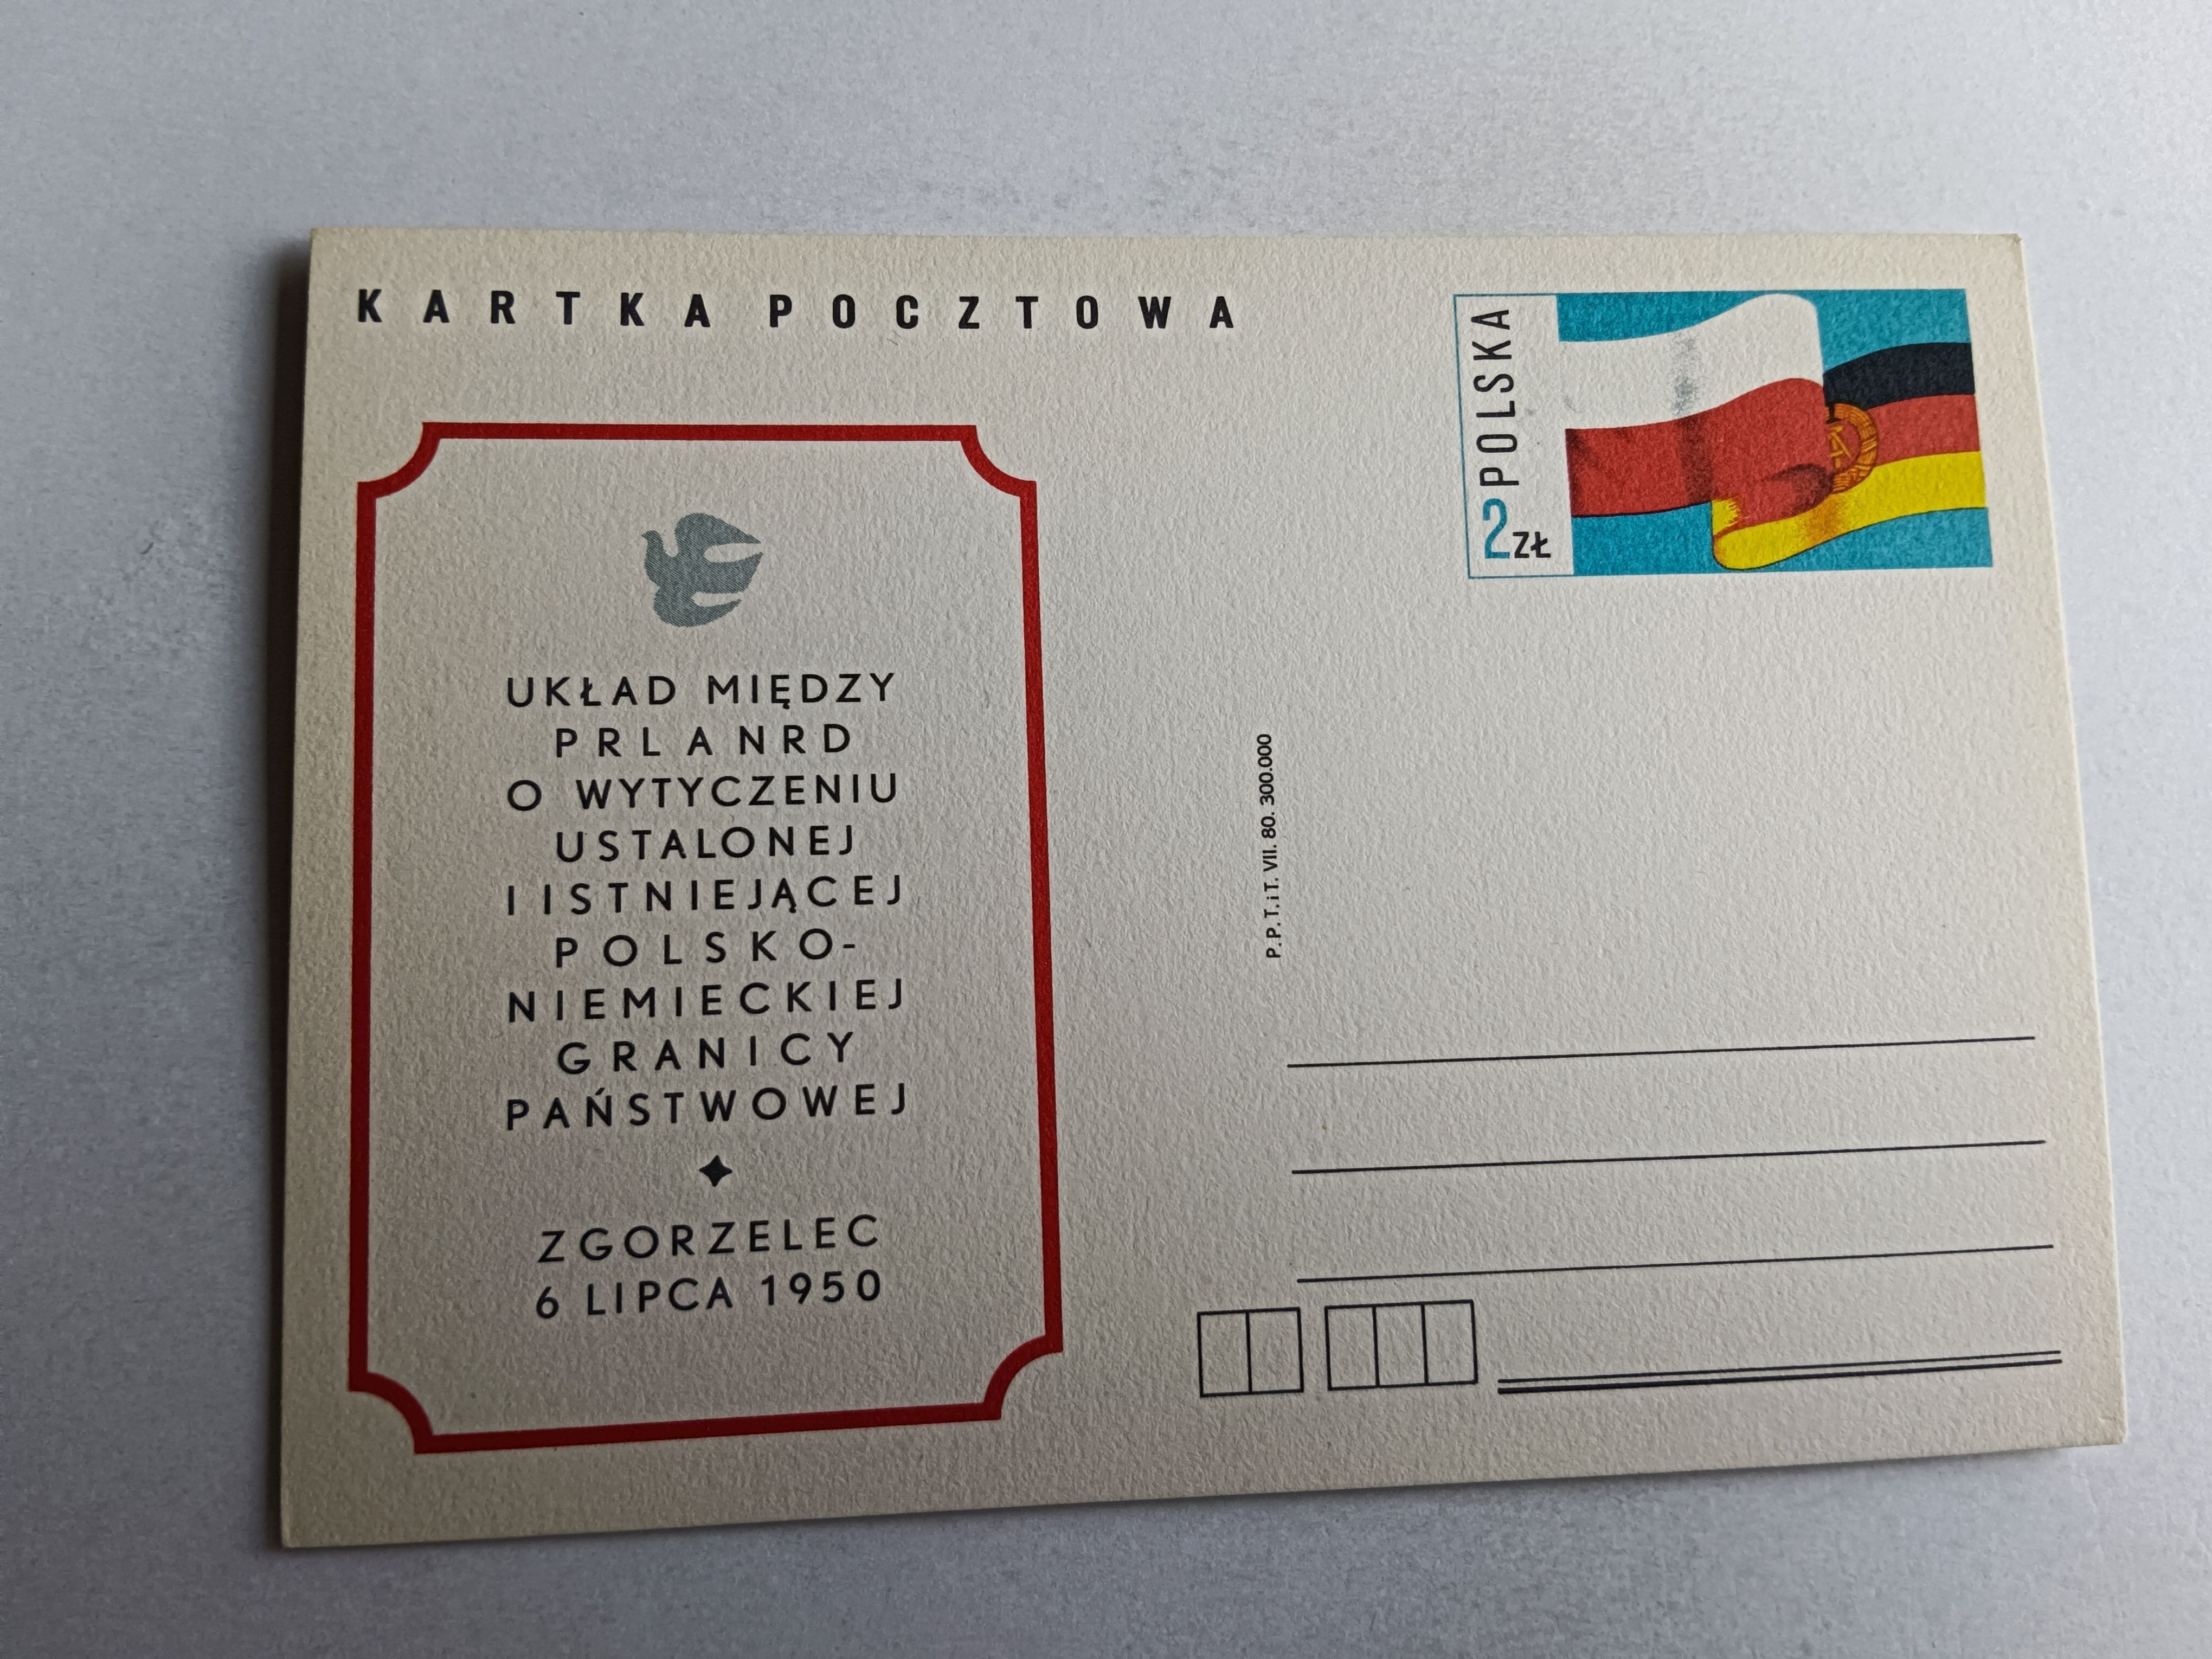 KARTKA POCZTOWA
POLSKA
2 ZŁ
UKŁAD MIĘDZY
PRL A NRD
O WYTYCZENIU
USTALONEJ
I ISTNIEJĄCEJ
POLSKO-
NIEMIECKIEJ
GRANICY
PAŃSTWOWEJ
ZGORZELEC
6 LIPCA 1950
P.P.T.iT. VII. 80. 300.000